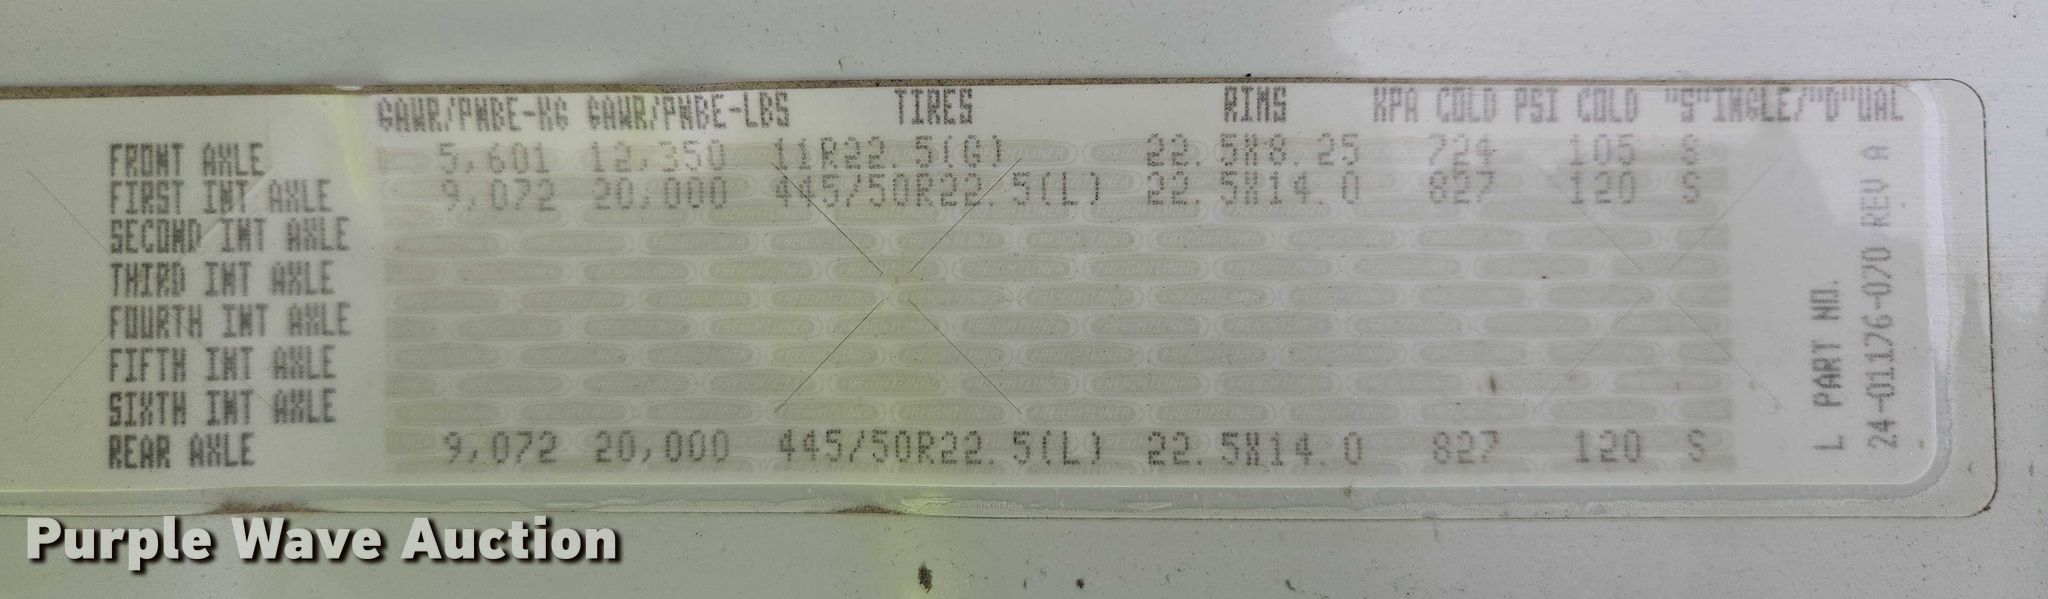 GAWR/PNBE-KG GAWR/PNBE-LBS TIRES RIMS KPA COLD PSI COLD "S"INGLE/"D"UAL
FRONT AXLE 5,601 12,350 11R22.5(G) 22.5X8.25 724 105 S
FIRST INT AXLE 9,072 20,000 445/50R22.5(L) 22.5X14.0 827 120 S
SECOND INT AXLE
THIRD INT AXLE
FOURTH INT AXLE
FIFTH INT AXLE
SIXTH INT AXLE
REAR AXLE 9,072 20,000 445/50R22.5(L) 22.5X14.0 827 120 S
L PART NO.
24-01176-070 REV A
Purple Wave Auction